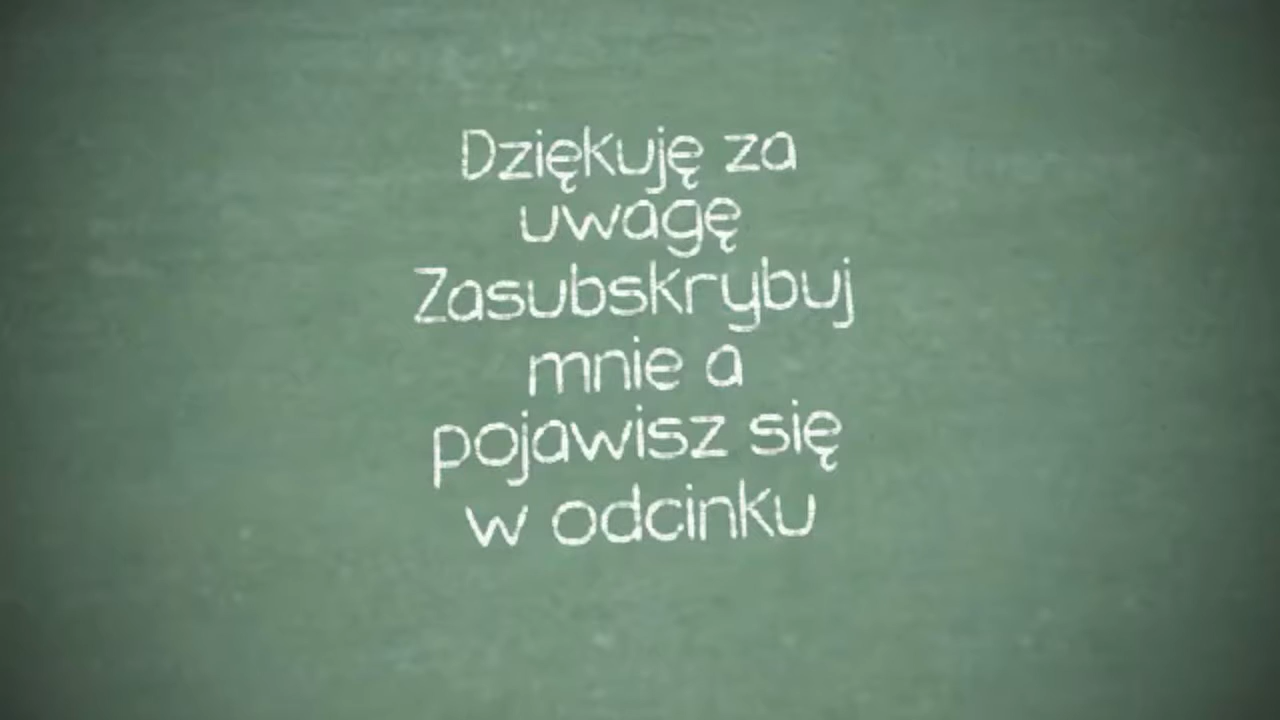 Dziękuję za
uwagę
Zasubskrybuj
mnie a
pojawisz się
w odcinku